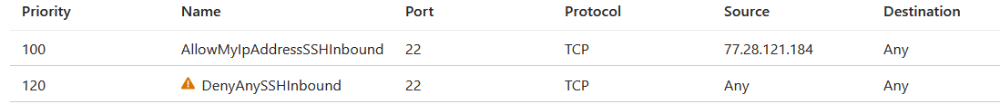 Priority Name Port Protocol Source Destination
100 AllowMyIpAddressSSHInbound 22 TCP 77.28.121.184 Any
120 DenyAnySSHInbound 22 TCP Any Any